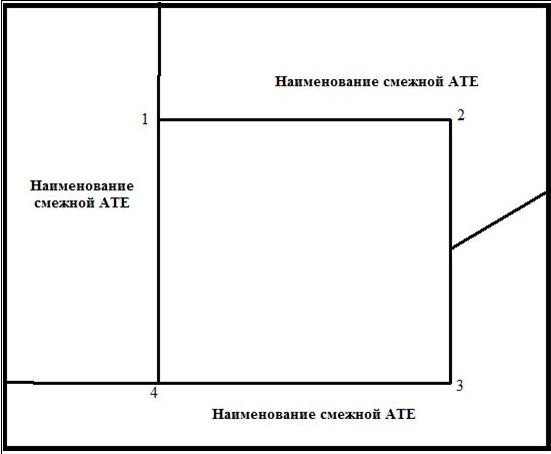 Наименование смежной АТЕ
1
2
Наименование
смежной АТЕ
4
3
Наименование смежной АТЕ